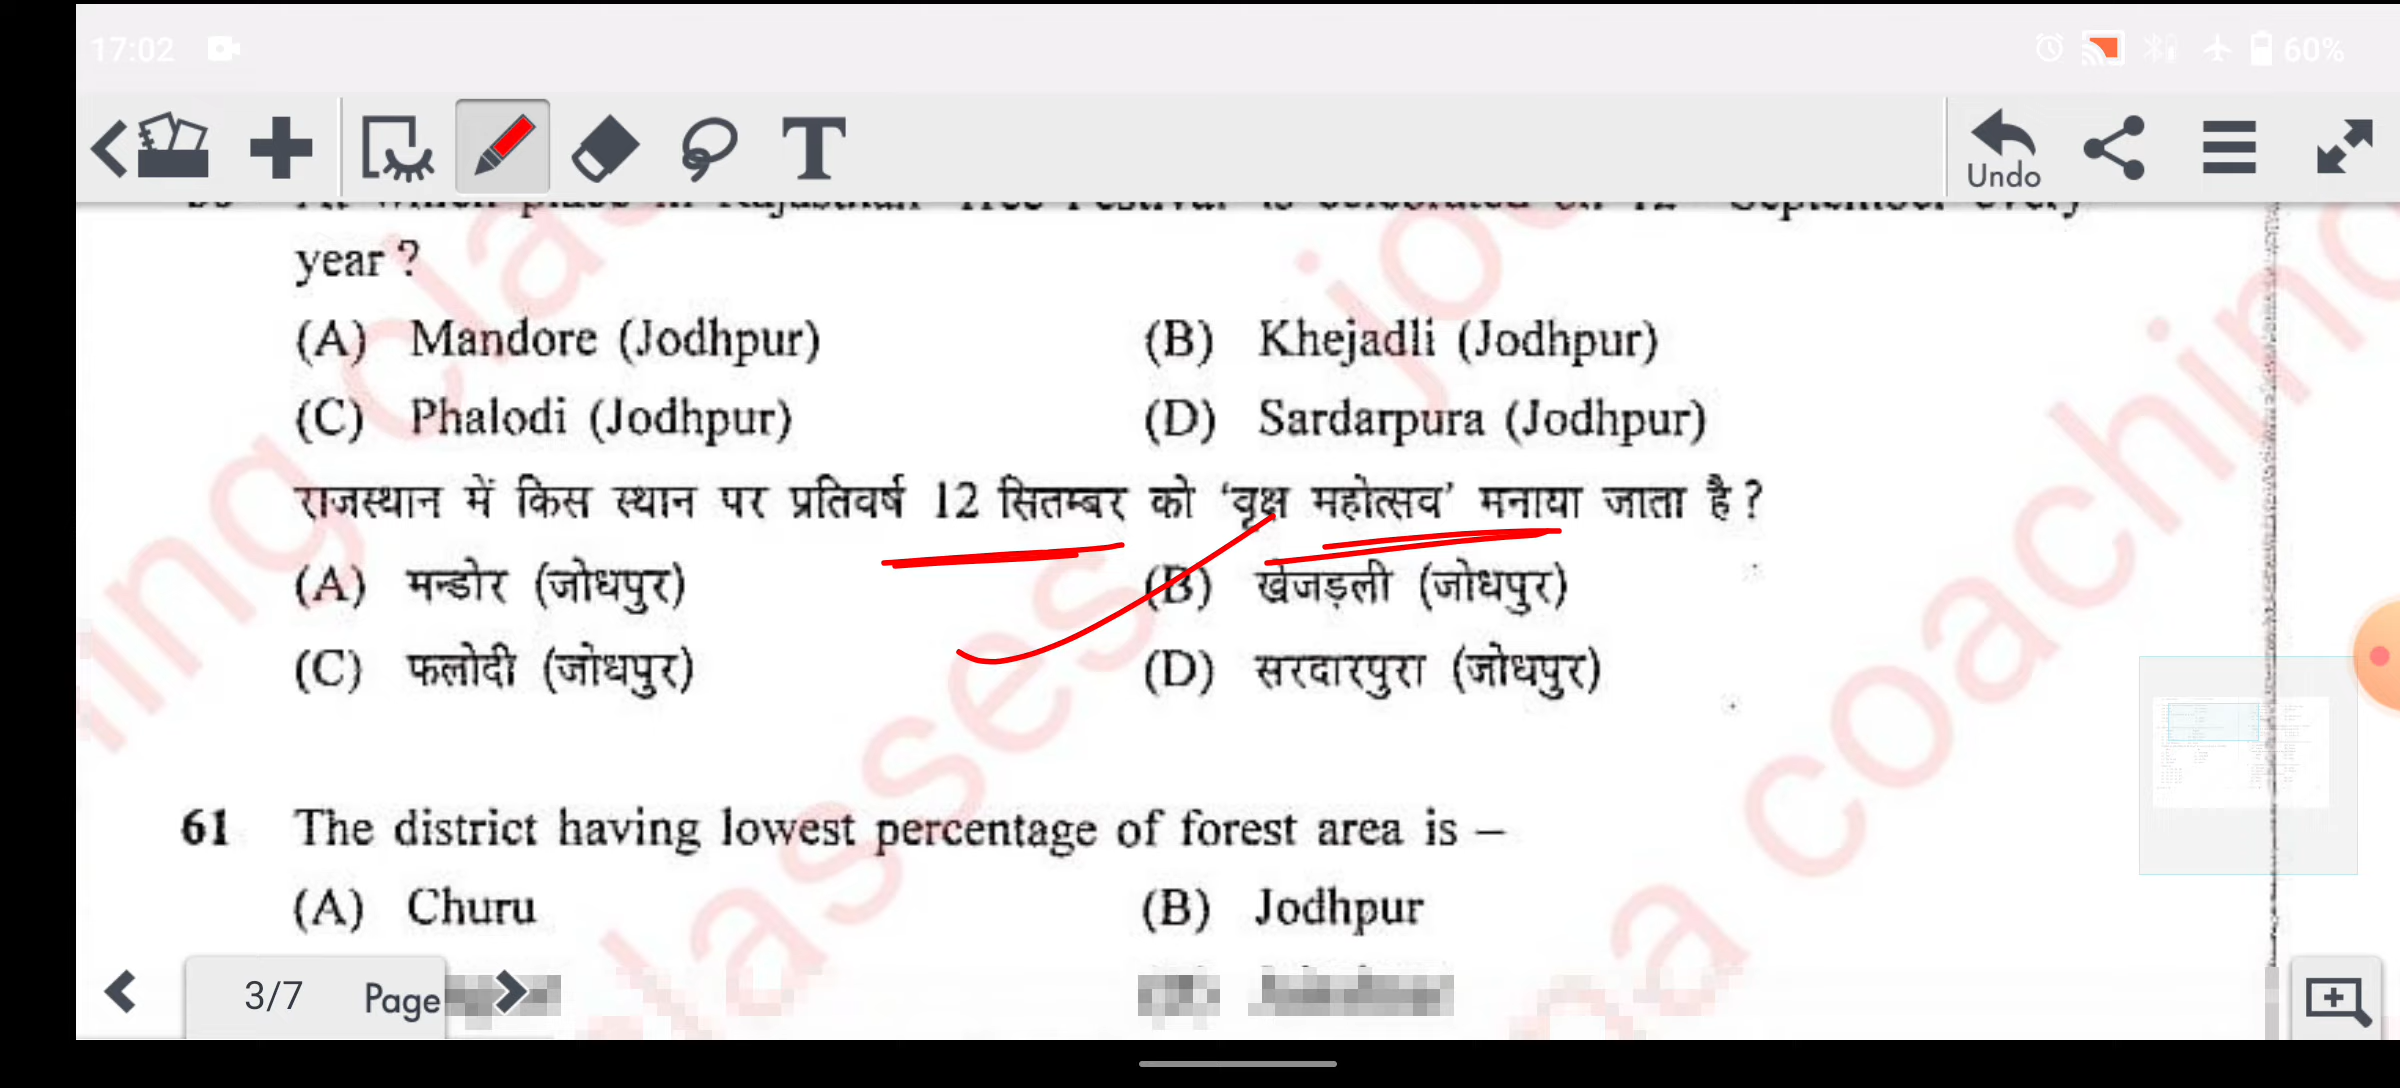 17:02
60%
T
Undo
year ?
(A) Mandore (Jodhpur) (B) Khejadli (Jodhpur)
(C) Phalodi (Jodhpur) (D) Sardarpura (Jodhpur)
राजस्थान में किस स्थान पर प्रतिवर्ष 12 सितम्बर को ‘वृक्ष महोत्सव’ मनाया जाता है ?
(A) मन्डोर (जोधपुर) (B) खेजड़ली (जोधपुर)
(C) फलोदी (जोधपुर) (D) सरदारपुरा (जोधपुर)
61 The district having lowest percentage of forest area is –
(A) Churu (B) Jodhpur
3/7 Page